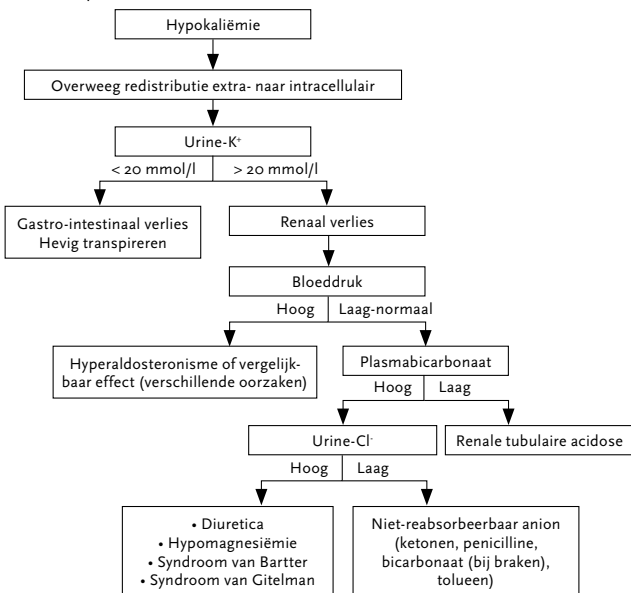 Hypokaliëmie
Overweeg redistributie extra- naar intracellulair
Urine-K⁺
< 20 mmol/l > 20 mmol/l
Gastro-intestinaal verlies
Hevig transpireren
Renaal verlies
Bloeddruk
Hoog Laag-normaal
Hyperaldosteronisme of vergelijk-
baar effect (verschillende oorzaken)
Plasmabicarbonaat
Hoog Laag
Urine-Cl⁻
Renale tubulaire acidose
Hoog Laag
• Diuretica
• Hypomagnesiëmie
• Syndroom van Bartter
• Syndroom van Gitelman
Niet-reabsorbeerbaar anion
(ketonen, penicilline,
bicarbonaat (bij braken),
tolueen)